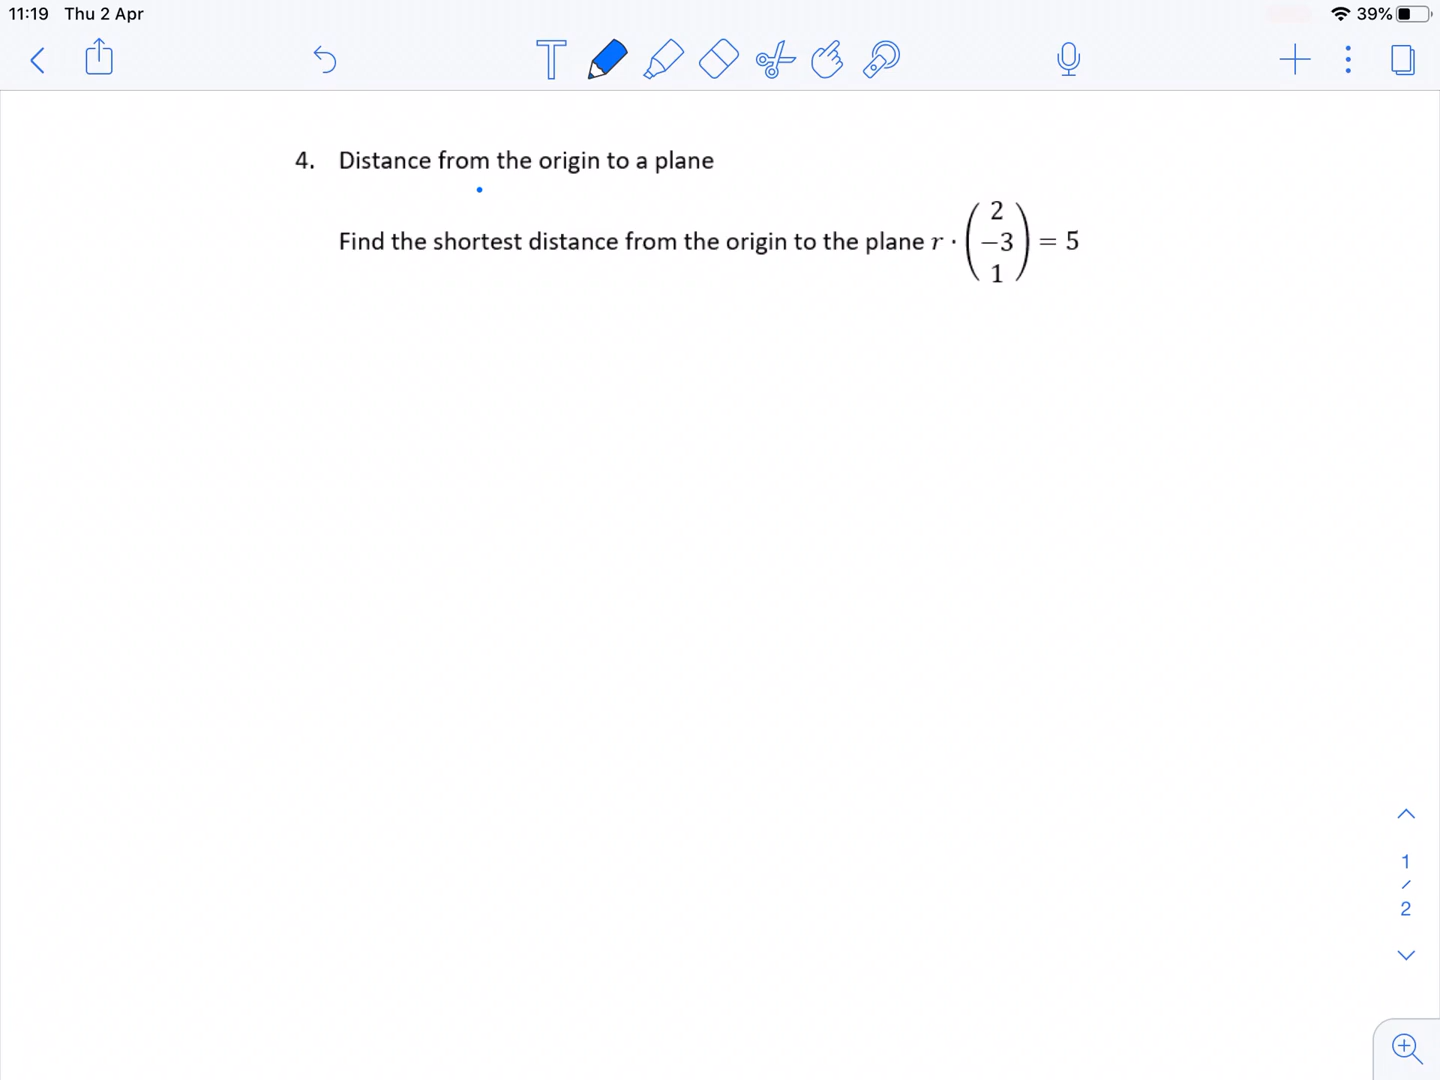 11:19 Thu 2 Apr
39%
4. Distance from the origin to a plane
Find the shortest distance from the origin to the plane r · (2 −3 1) = 5
1
/
2